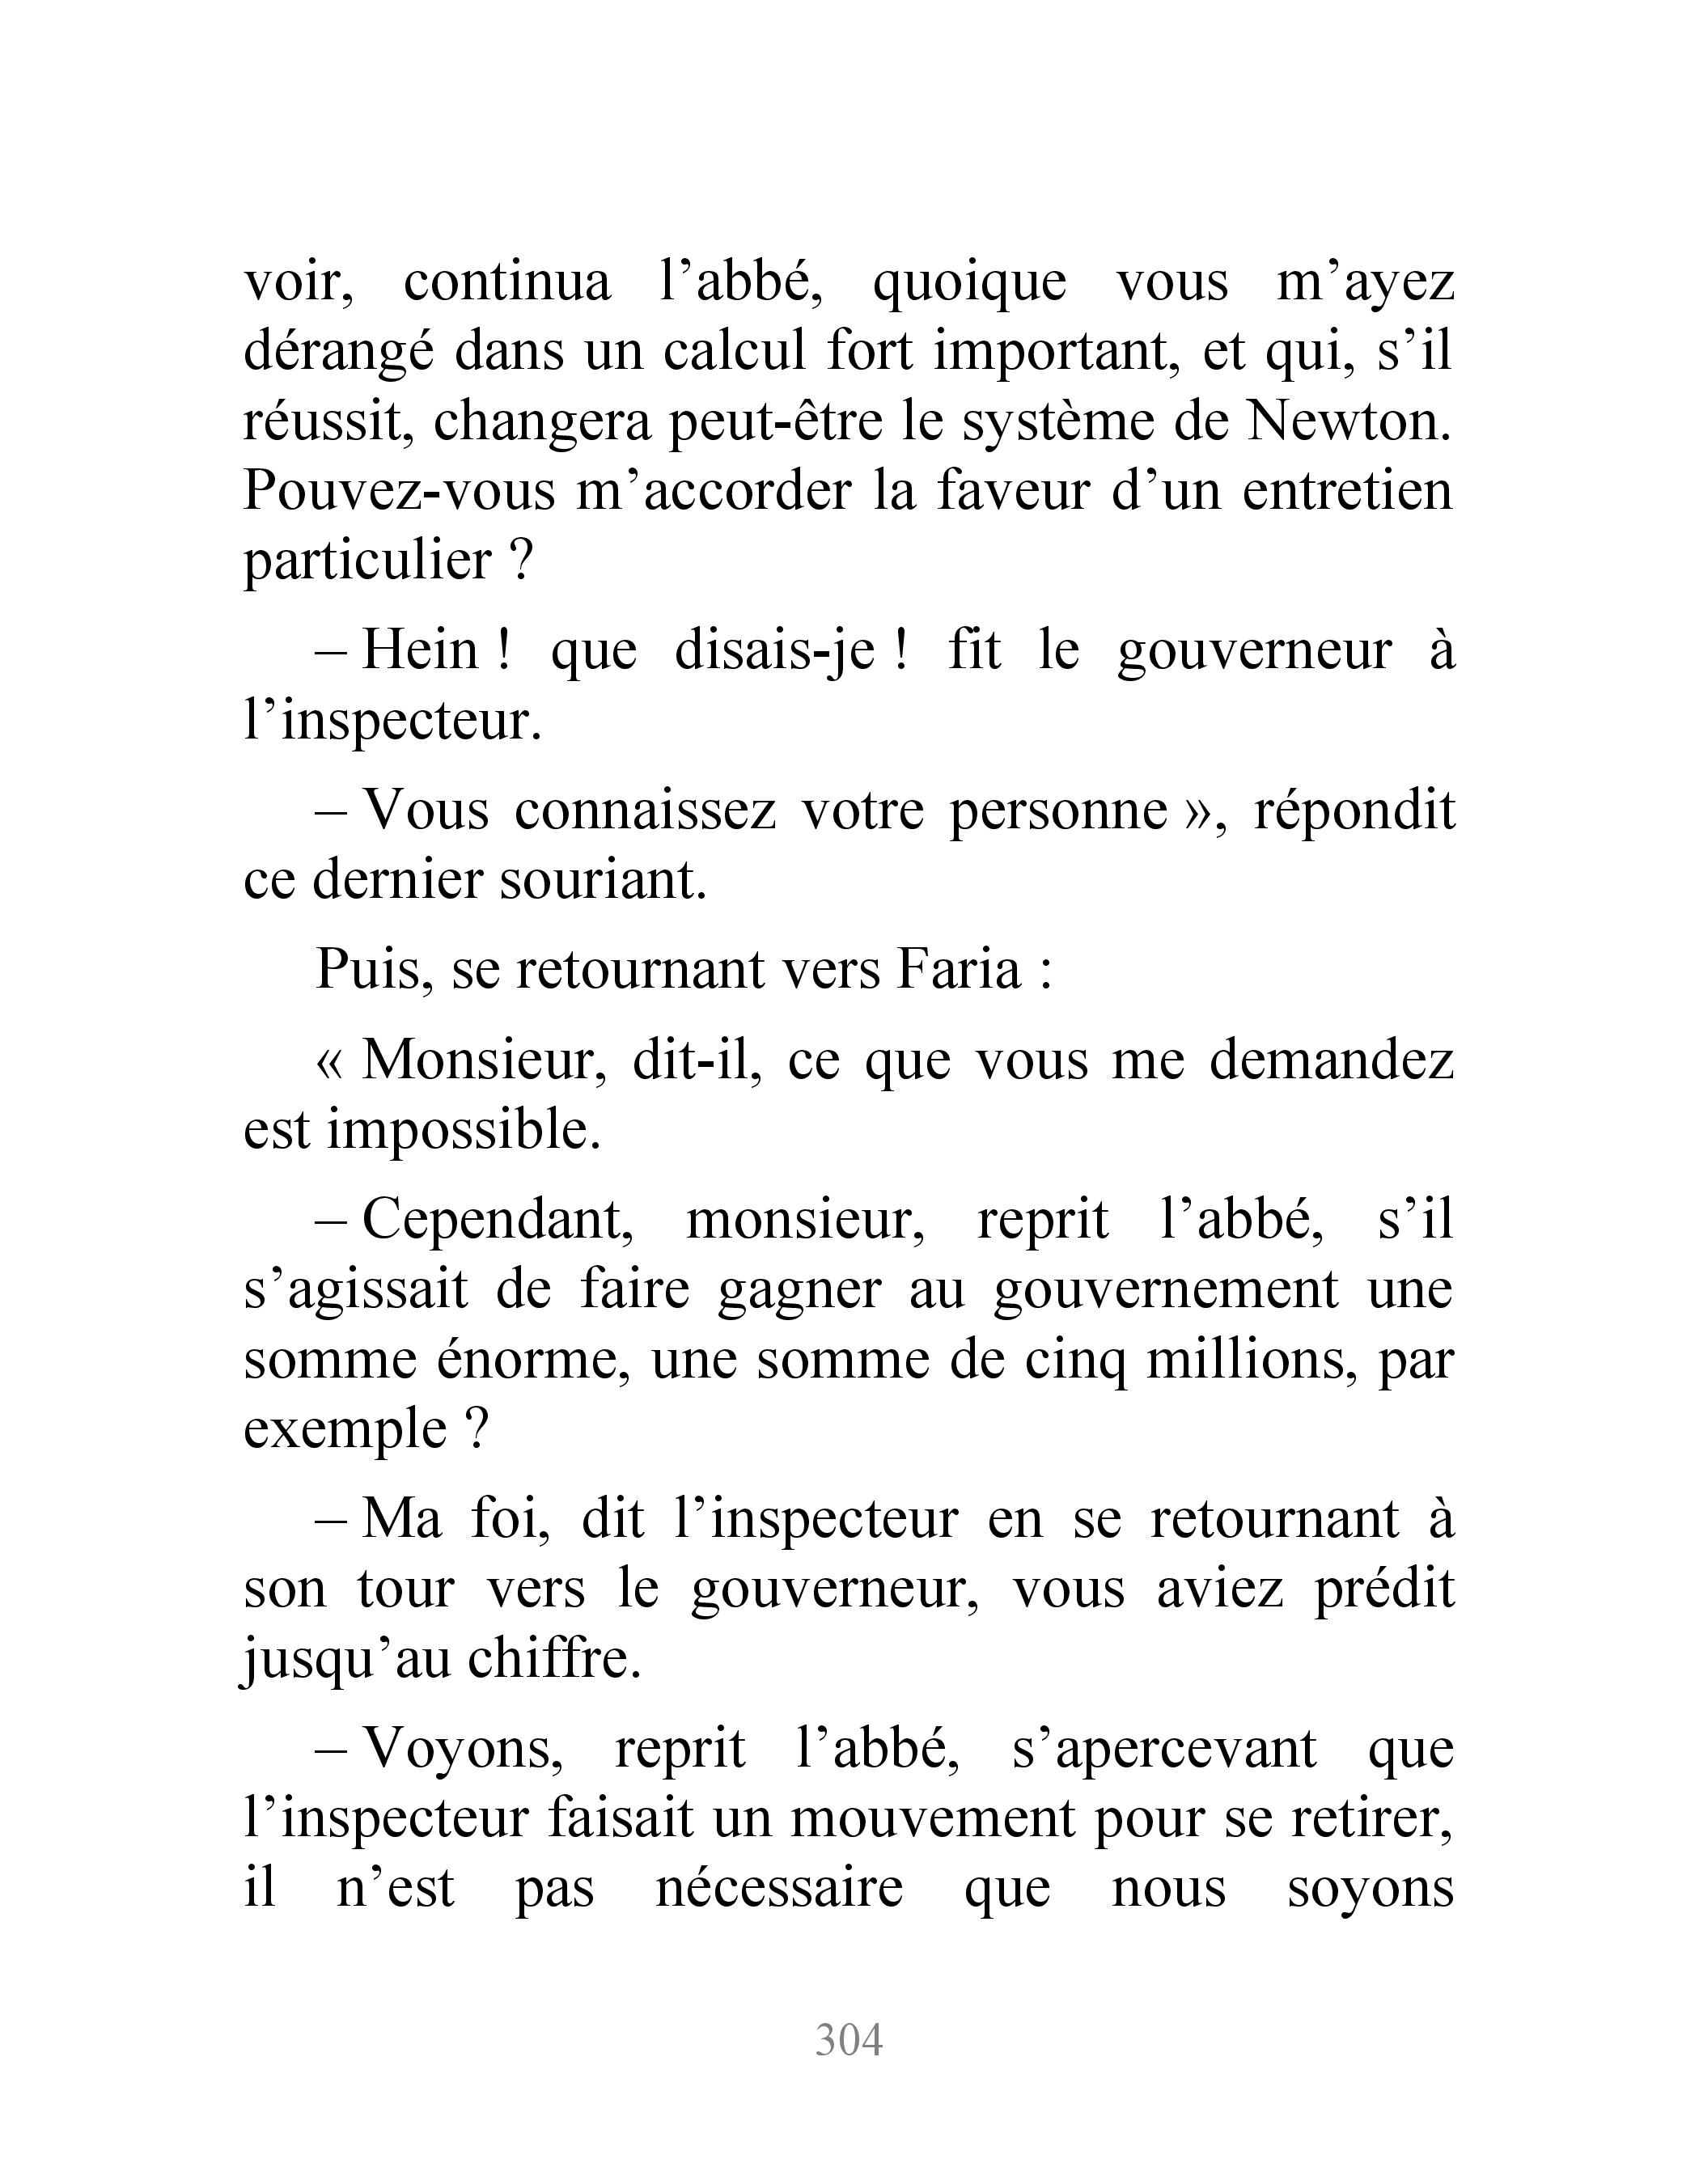 voir, continua l’abbé, quoique vous m’ayez
dérangé dans un calcul fort important, et qui, s’il
réussit, changera peut-être le système de Newton.
Pouvez-vous m’accorder la faveur d’un entretien
particulier ?
– Hein ! que disais-je ! fit le gouverneur à
l’inspecteur.
– Vous connaissez votre personne », répondit
ce dernier souriant.
Puis, se retournant vers Faria :
« Monsieur, dit-il, ce que vous me demandez
est impossible.
– Cependant, monsieur, reprit l’abbé, s’il
s’agissait de faire gagner au gouvernement une
somme énorme, une somme de cinq millions, par
exemple ?
– Ma foi, dit l’inspecteur en se retournant à
son tour vers le gouverneur, vous aviez prédit
jusqu’au chiffre.
– Voyons, reprit l’abbé, s’apercevant que
l’inspecteur faisait un mouvement pour se retirer,
il n’est pas nécessaire que nous soyons
304